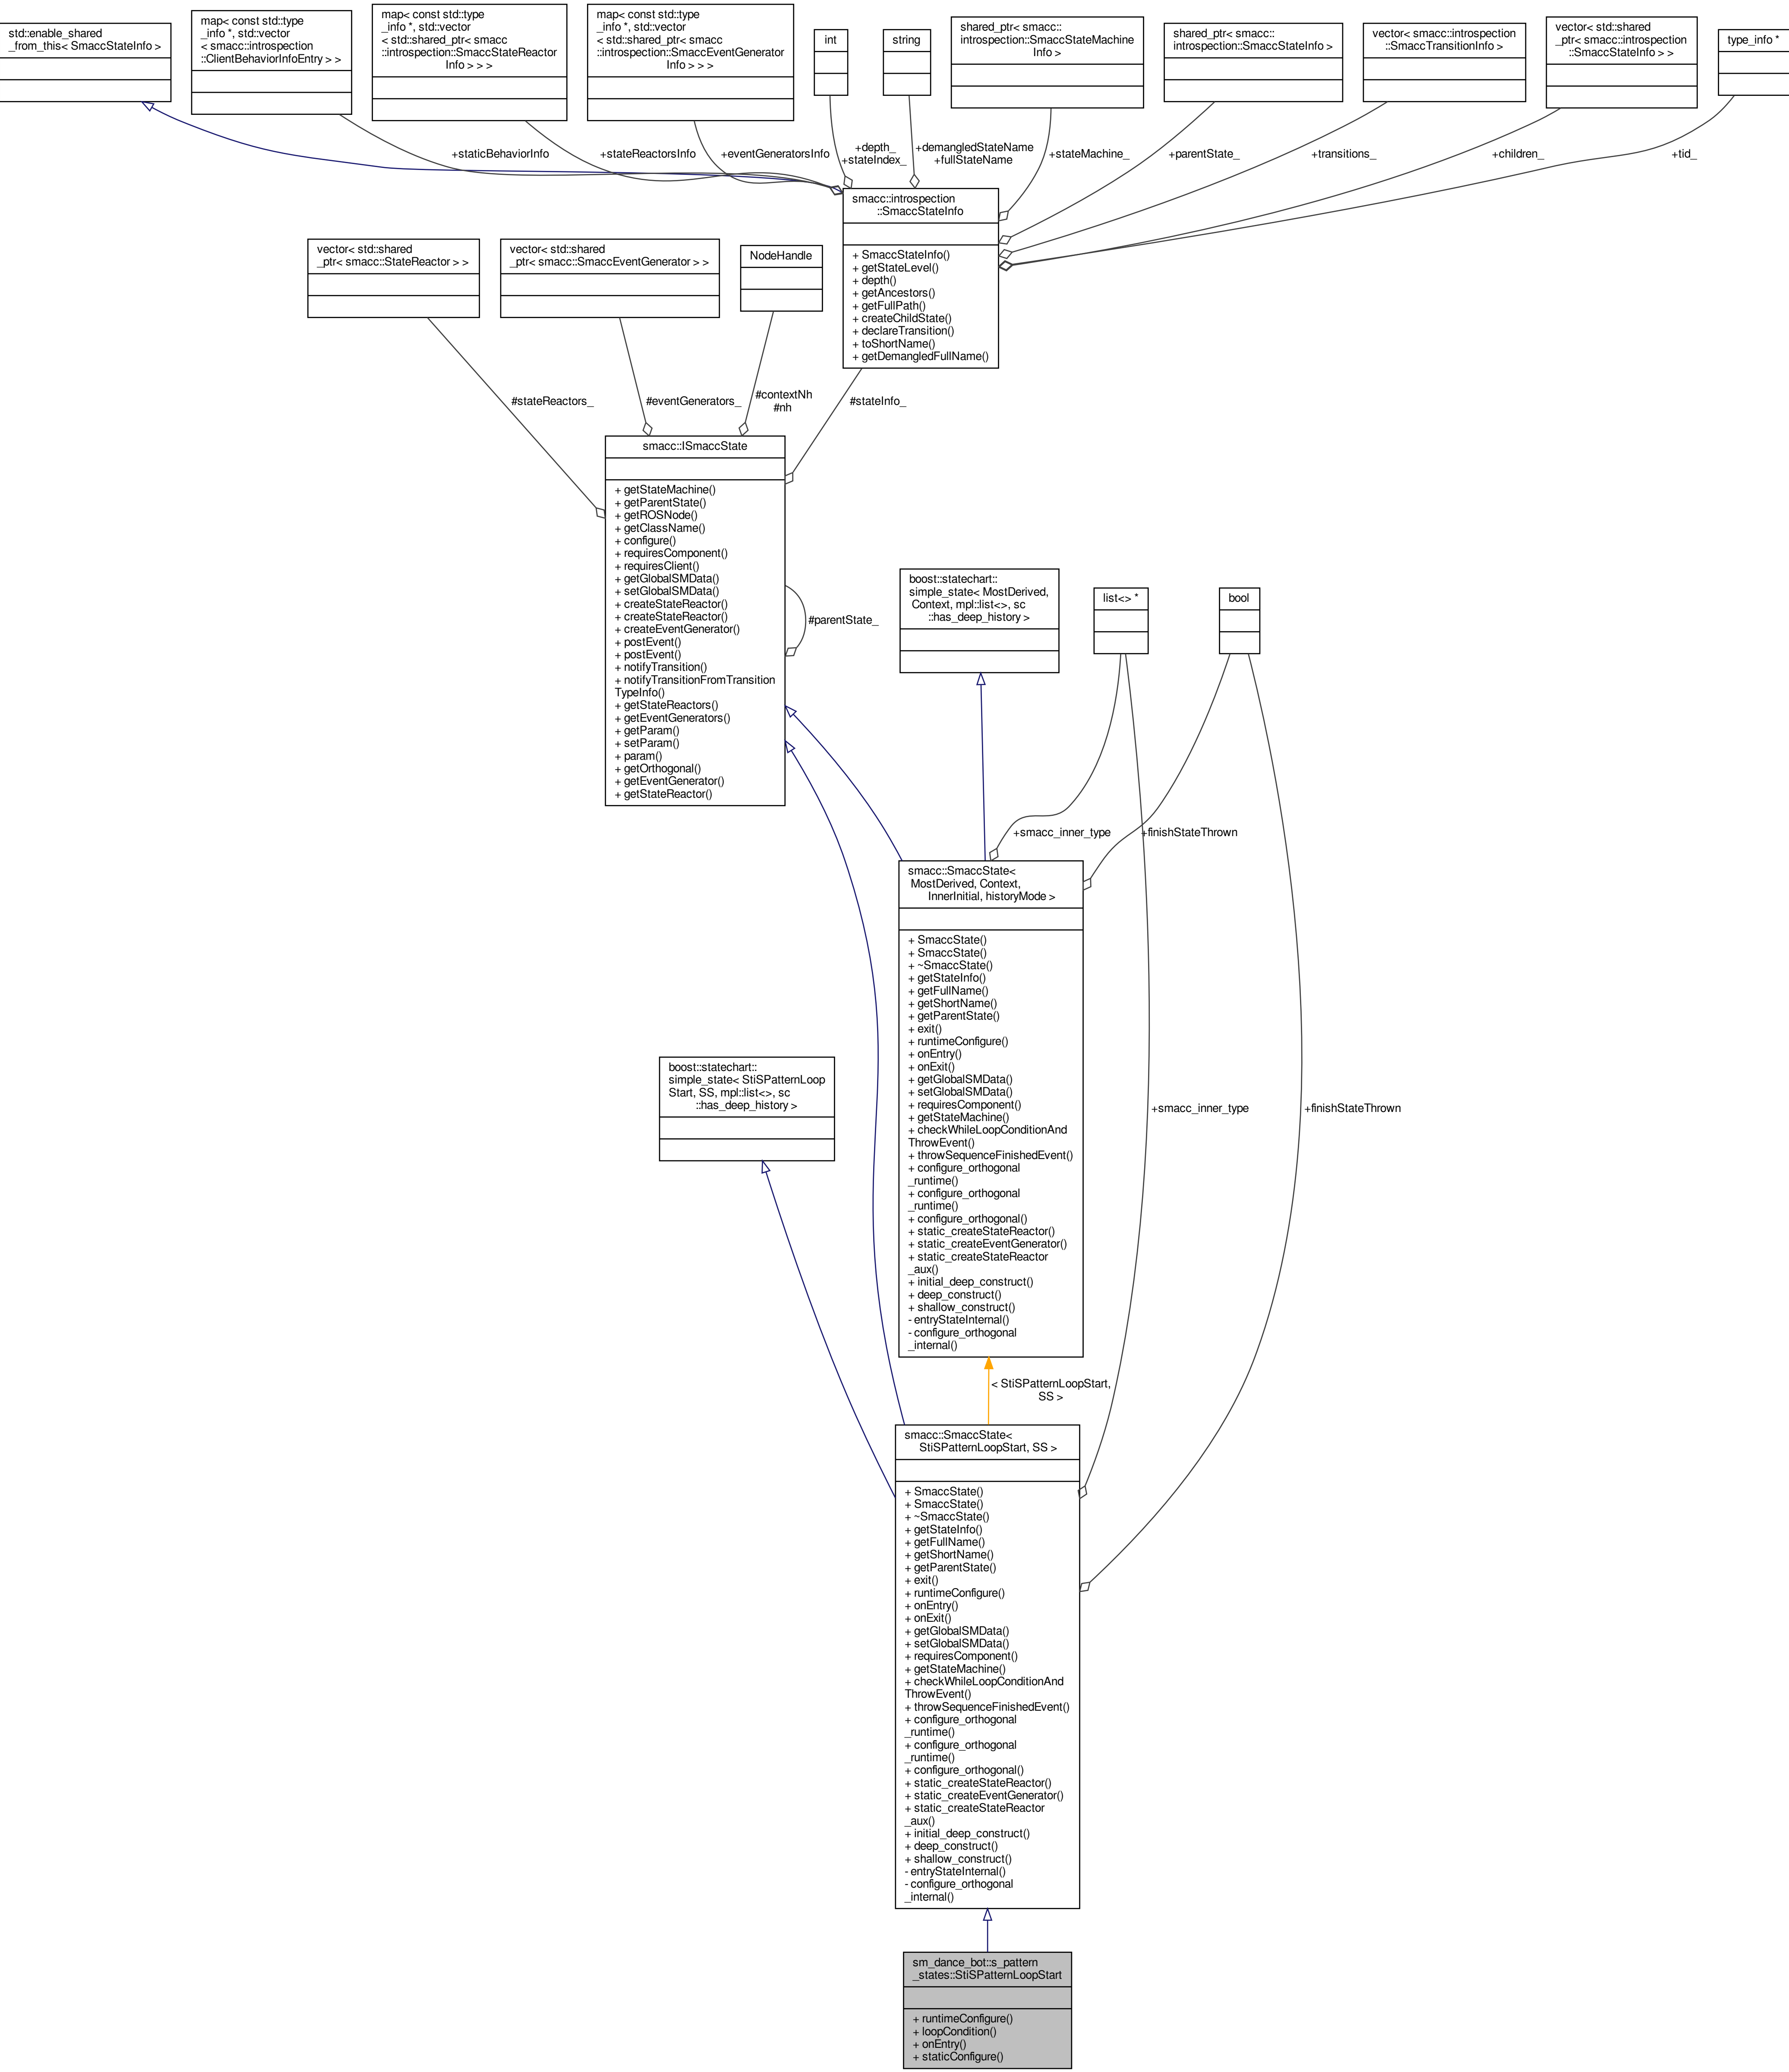 std::enable_shared
_from_this< SmaccStateInfo >
map< const std::type
_info *, std::vector
< smacc::introspection
::ClientBehaviorInfoEntry > >
map< const std::type
_info *, std::vector
< std::shared_ptr< smacc
::introspection::SmaccStateReactor
Info > > >
map< const std::type
_info *, std::vector
< std::shared_ptr< smacc
::introspection::SmaccEventGenerator
Info > > >
int
string
shared_ptr< smacc::
introspection::SmaccStateMachine
Info >
shared_ptr< smacc::
introspection::SmaccStateInfo >
vector< smacc::introspection
::SmaccTransitionInfo >
vector< std::shared
_ptr< smacc::introspection
::SmaccStateInfo > >
type_info *
+staticBehaviorInfo
+stateReactorsInfo
+eventGeneratorsInfo
+depth_
+stateIndex_
+demangledStateName
+fullStateName
+stateMachine_
+parentState_
+transitions_
+children_
+tid_
smacc::introspection
::SmaccStateInfo
+ SmaccStateInfo()
+ getStateLevel()
+ depth()
+ getAncestors()
+ getFullPath()
+ createChildState()
+ declareTransition()
+ toShortName()
+ getDemangledFullName()
vector< std::shared
_ptr< smacc::StateReactor > >
vector< std::shared
_ptr< smacc::SmaccEventGenerator > >
NodeHandle
#stateReactors_
#eventGenerators_
#contextNh
#nh
#stateInfo_
smacc::ISmaccState
+ getStateMachine()
+ getParentState()
+ getROSNode()
+ getClassName()
+ configure()
+ requiresComponent()
+ requiresClient()
+ getGlobalSMData()
+ setGlobalSMData()
+ createStateReactor()
+ createStateReactor()
+ createEventGenerator()
+ postEvent()
+ postEvent()
+ notifyTransition()
+ notifyTransitionFromTransition
TypeInfo()
+ getStateReactors()
+ getEventGenerators()
+ getParam()
+ setParam()
+ param()
+ getOrthogonal()
+ getEventGenerator()
+ getStateReactor()
#parentState_
boost::statechart::
simple_state< MostDerived,
Context, mpl::list<>, sc
::has_deep_history >
list<> *
bool
+smacc_inner_type
+finishStateThrown
smacc::SmaccState<
MostDerived, Context,
InnerInitial, historyMode >
+ SmaccState()
+ SmaccState()
+ ~SmaccState()
+ getStateInfo()
+ getFullName()
+ getShortName()
+ getParentState()
+ exit()
+ runtimeConfigure()
+ onEntry()
+ onExit()
+ getGlobalSMData()
+ setGlobalSMData()
+ requiresComponent()
+ getStateMachine()
+ checkWhileLoopConditionAnd
ThrowEvent()
+ throwSequenceFinishedEvent()
+ configure_orthogonal
_runtime()
+ configure_orthogonal
_runtime()
+ configure_orthogonal()
+ static_createStateReactor()
+ static_createEventGenerator()
+ static_createStateReactor
_aux()
+ initial_deep_construct()
+ deep_construct()
+ shallow_construct()
- entryStateInternal()
- configure_orthogonal
_internal()
boost::statechart::
simple_state< StiSPatternLoop
Start, SS, mpl::list<>, sc
::has_deep_history >
+smacc_inner_type
+finishStateThrown
< StiSPatternLoopStart,
SS >
smacc::SmaccState<
StiSPatternLoopStart, SS >
+ SmaccState()
+ SmaccState()
+ ~SmaccState()
+ getStateInfo()
+ getFullName()
+ getShortName()
+ getParentState()
+ exit()
+ runtimeConfigure()
+ onEntry()
+ onExit()
+ getGlobalSMData()
+ setGlobalSMData()
+ requiresComponent()
+ getStateMachine()
+ checkWhileLoopConditionAnd
ThrowEvent()
+ throwSequenceFinishedEvent()
+ configure_orthogonal
_runtime()
+ configure_orthogonal
_runtime()
+ configure_orthogonal()
+ static_createStateReactor()
+ static_createEventGenerator()
+ static_createStateReactor
_aux()
+ initial_deep_construct()
+ deep_construct()
+ shallow_construct()
- entryStateInternal()
- configure_orthogonal
_internal()
sm_dance_bot::s_pattern
_states::StiSPatternLoopStart
+ runtimeConfigure()
+ loopCondition()
+ onEntry()
+ staticConfigure()